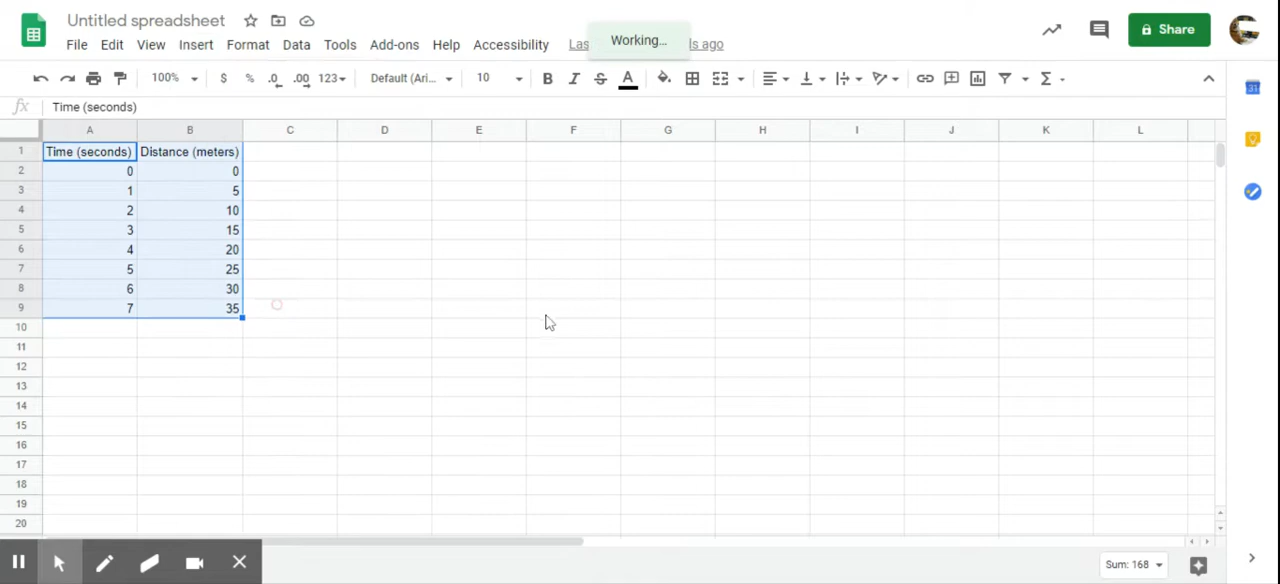 Untitled spreadsheet
File Edit View Insert Format Data Tools Add-ons Help Accessibility Las Working... ls ago
Share
100% $ % .0 .00 123 Default (Ari... 10 B I S A Σ
31
fx Time (seconds)
A B C D E F G H I J K L
1 Time (seconds) Distance (meters)
2 0 0
3 1 5
4 2 10
5 3 15
6 4 20
7 5 25
8 6 30
9 7 35
10
11
12
13
14
15
16
17
18
19
20
Sum: 168